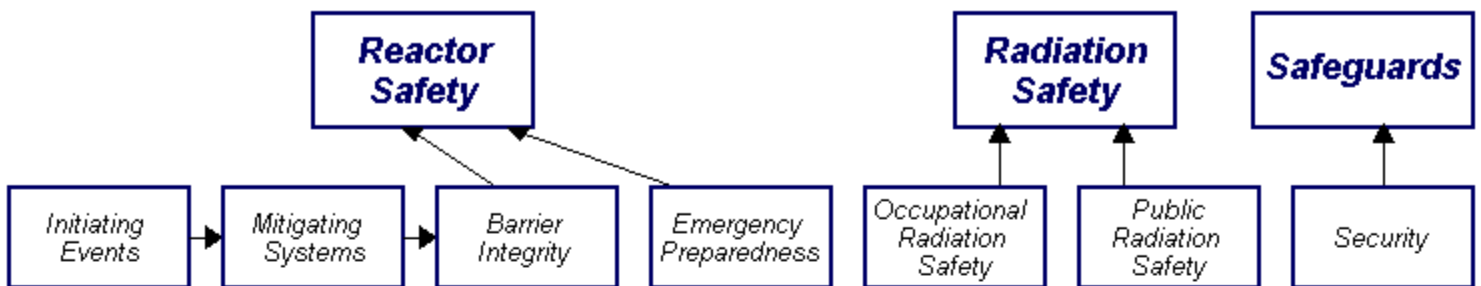 Reactor
Safety
Radiation
Safety
Safeguards
Initiating
Events
Mitigating
Systems
Barrier
Integrity
Emergency
Preparedness
Occupational
Radiation
Safety
Public
Radiation
Safety
Security